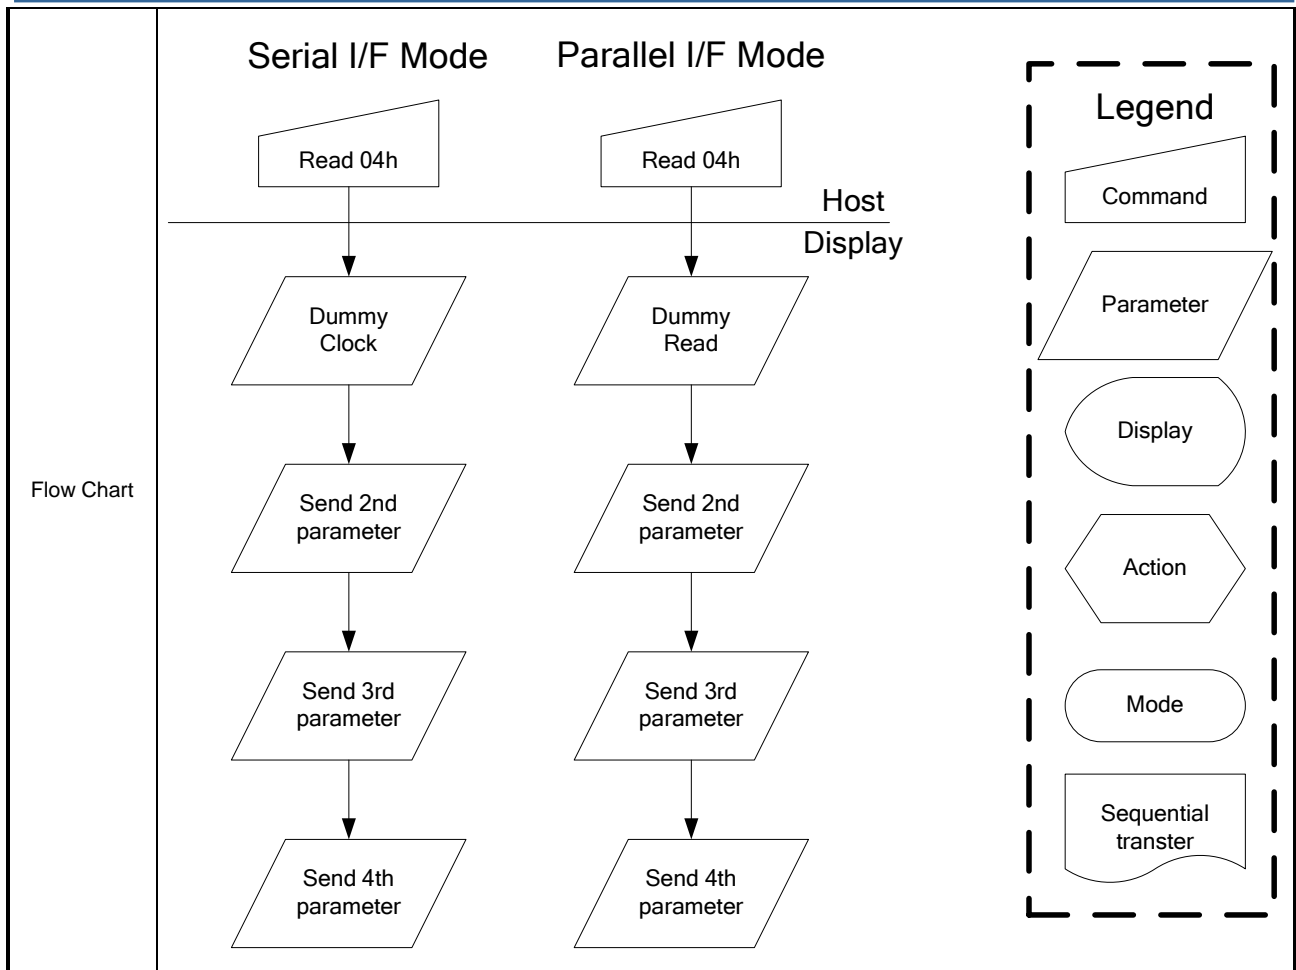 Flow Chart
Serial I/F Mode
Read 04h
Dummy
Clock
Send 2nd
parameter
Send 3rd
parameter
Send 4th
parameter
Parallel I/F Mode
Read 04h
Dummy
Read
Send 2nd
parameter
Send 3rd
parameter
Send 4th
parameter
Host
Display
Legend
Command
Parameter
Display
Action
Mode
Sequential
transter